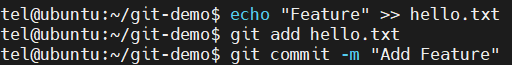 tel@ubuntu:~/git-demo$ echo "Feature" >> hello.txt
tel@ubuntu:~/git-demo$ git add hello.txt
tel@ubuntu:~/git-demo$ git commit -m "Add Feature"